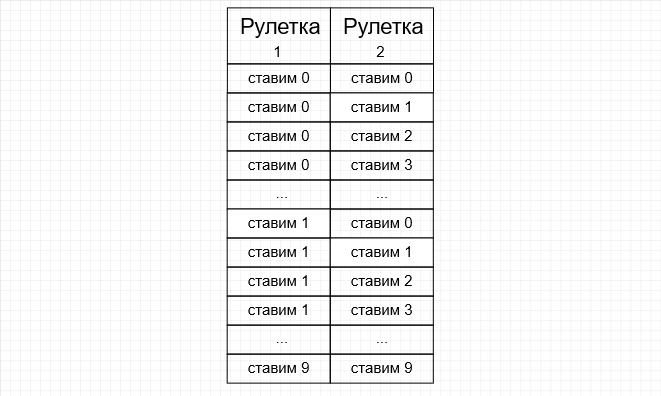 Рулетка Рулетка
1 2
ставим 0 ставим 0
ставим 0 ставим 1
ставим 0 ставим 2
ставим 0 ставим 3
... ...
ставим 1 ставим 0
ставим 1 ставим 1
ставим 1 ставим 2
ставим 1 ставим 3
... ...
ставим 9 ставим 9